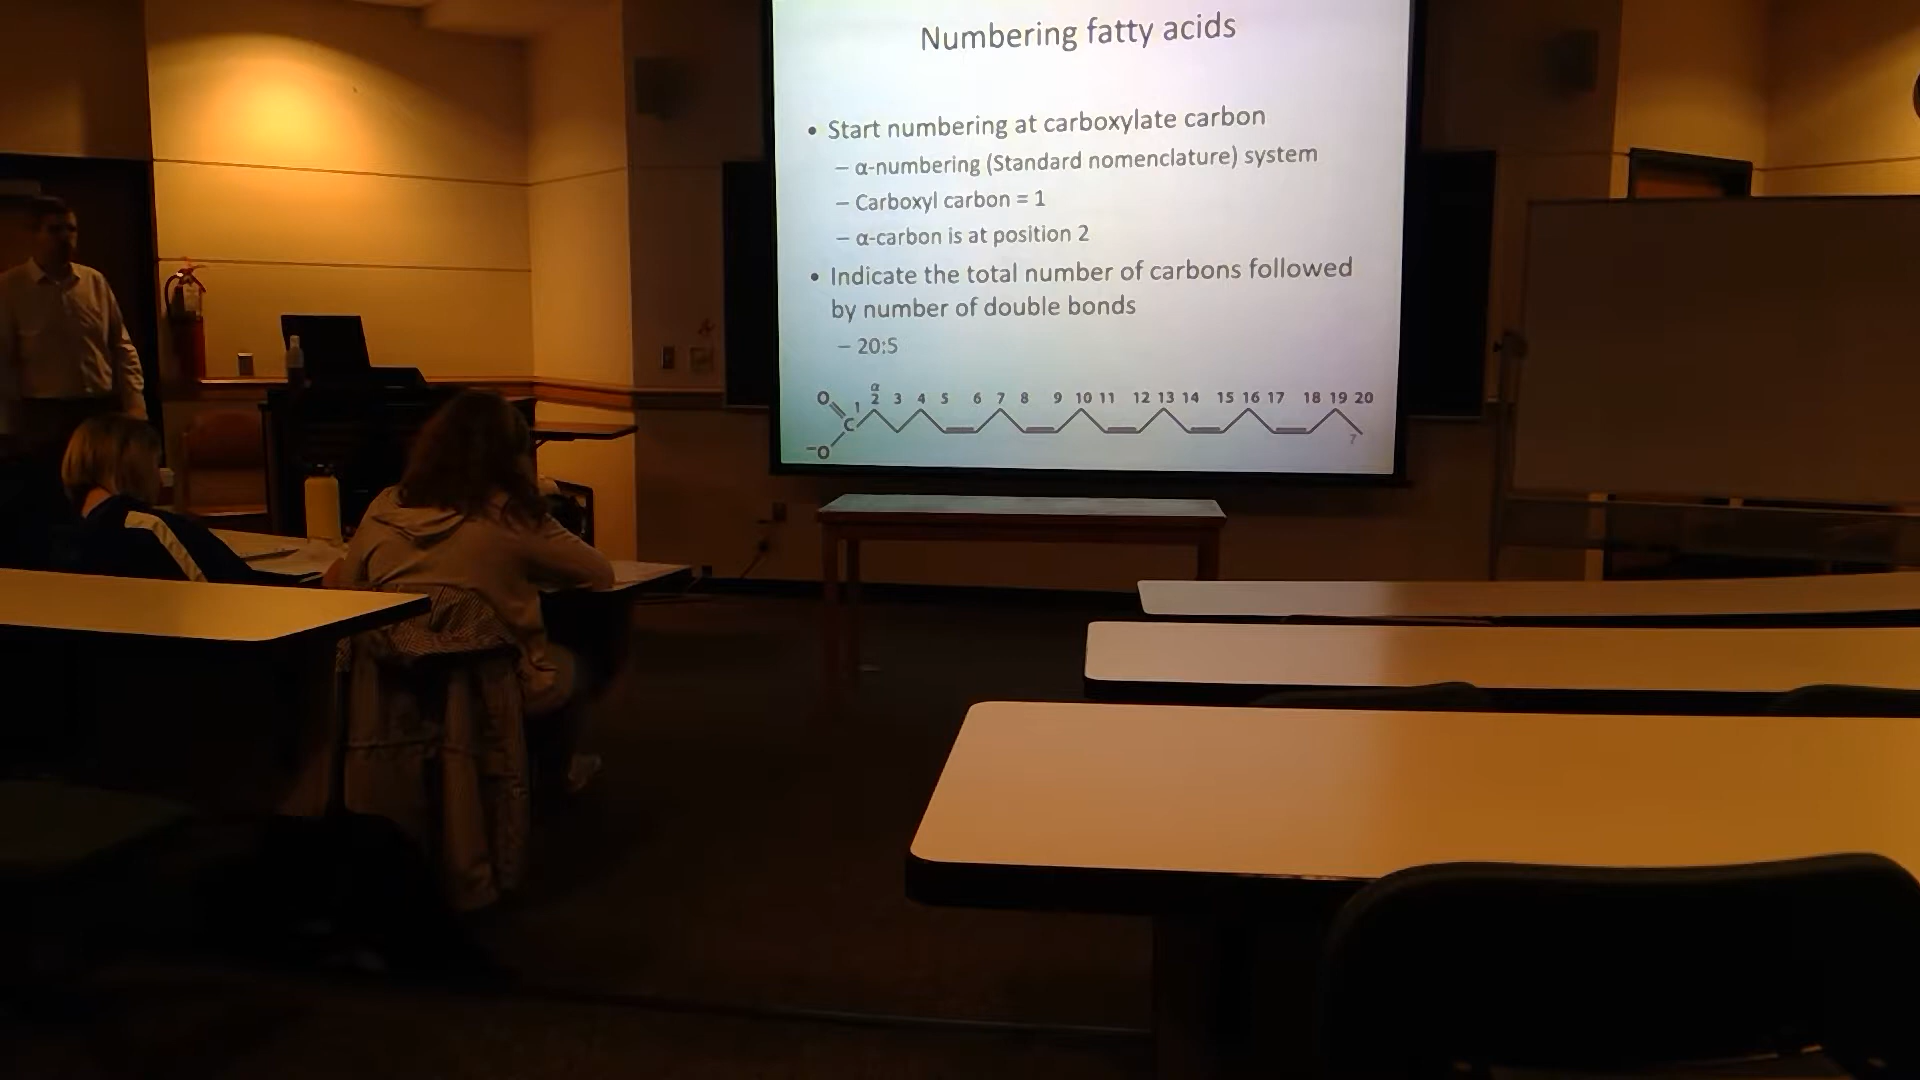 Numbering fatty acids
• Start numbering at carboxylate carbon
– α-numbering (Standard nomenclature) system
– Carboxyl carbon = 1
– α-carbon is at position 2
• Indicate the total number of carbons followed
by number of double bonds
– 20:5
α
O 1 2 3 4 5 6 7 8 9 10 11 12 13 14 15 16 17 18 19 20
C
⁻O